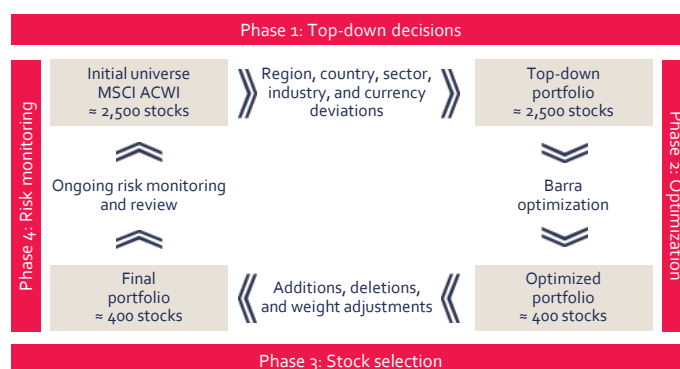 Phase 1: Top-down decisions
Initial universe
MSCI ACWI
≈ 2,500 stocks
Region, country, sector,
industry, and currency
deviations
Top-down
portfolio
≈ 2,500 stocks
Phase 2: Optimization
Barra
optimization
Optimized
portfolio
≈ 400 stocks
Additions, deletions,
and weight adjustments
Final
portfolio
≈ 400 stocks
Ongoing risk monitoring
and review
Phase 4: Risk monitoring
Phase 3: Stock selection